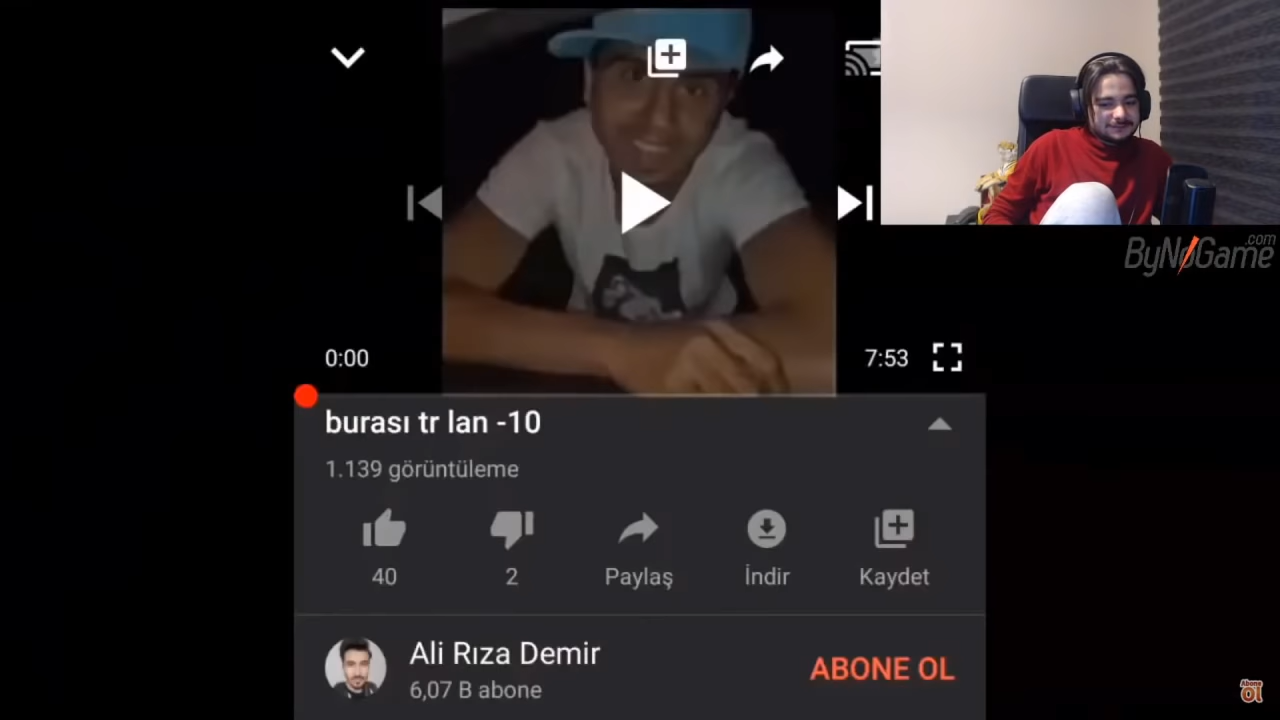 ByNoGame
.com
0:00
7:53
burası tr lan -10
1.139 görüntüleme
40
2
Paylaş
İndir
Kaydet
Ali Rıza Demir
6,07 B abone
ABONE OL
Abone
Ol